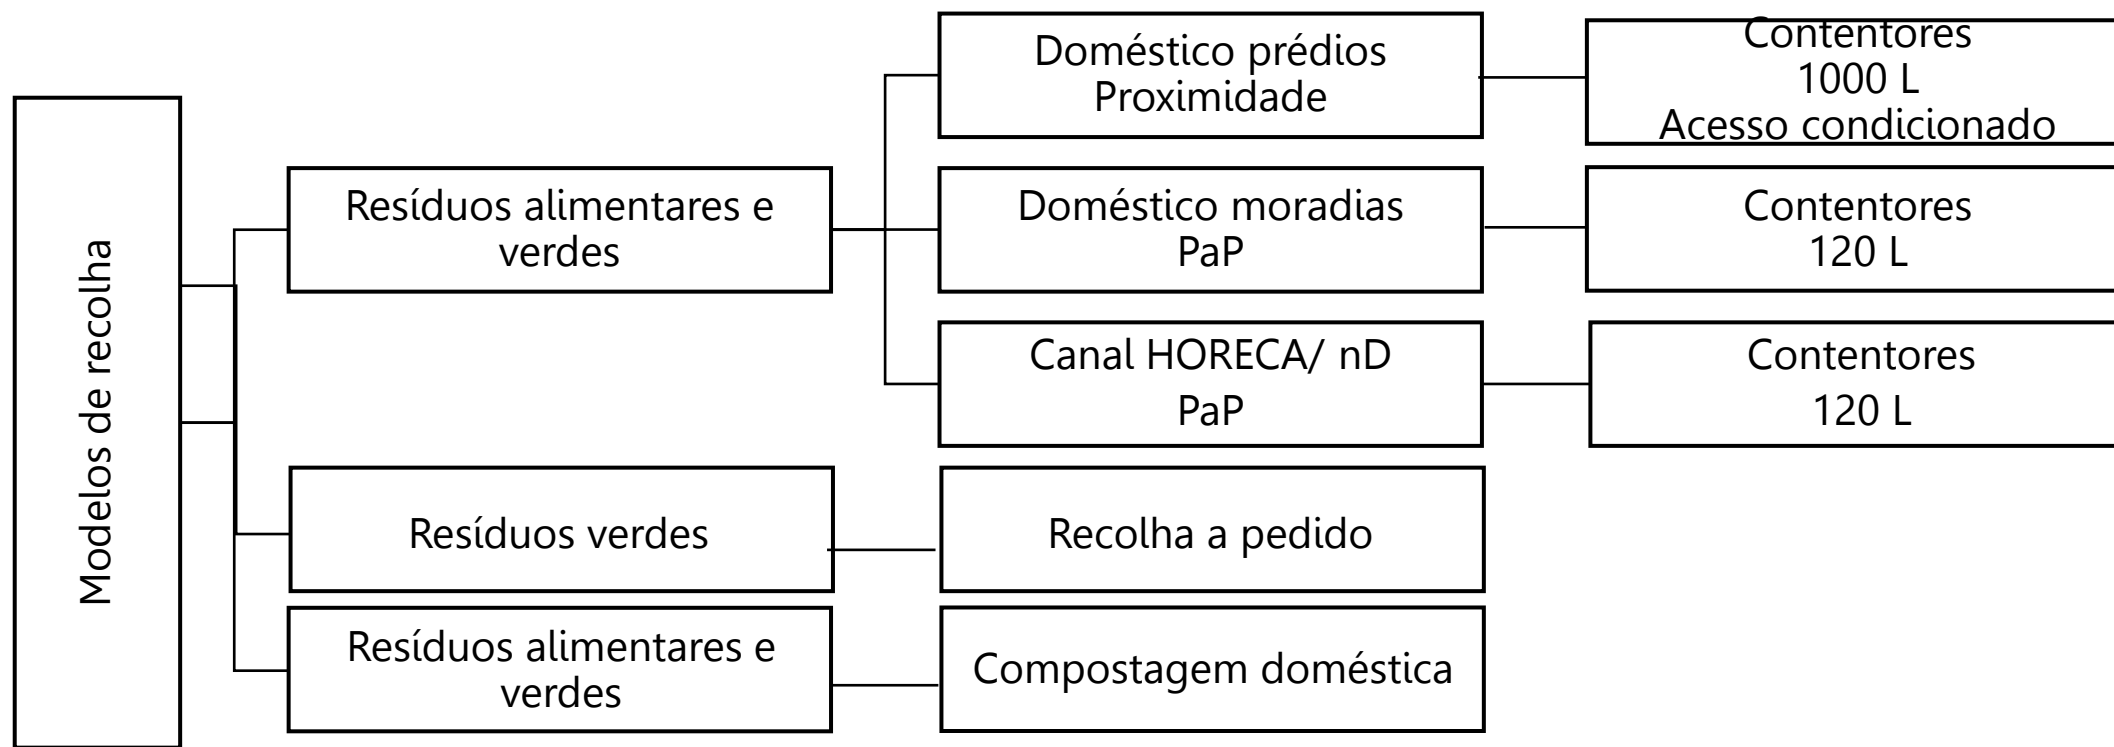 Modelos de recolha
Resíduos alimentares e
verdes
Doméstico prédios
Proximidade
Contentores
1000 L
Acesso condicionado
Doméstico moradias
PaP
Contentores
120 L
Canal HORECA/ nD
PaP
Contentores
120 L
Resíduos verdes
Recolha a pedido
Resíduos alimentares e
verdes
Compostagem doméstica